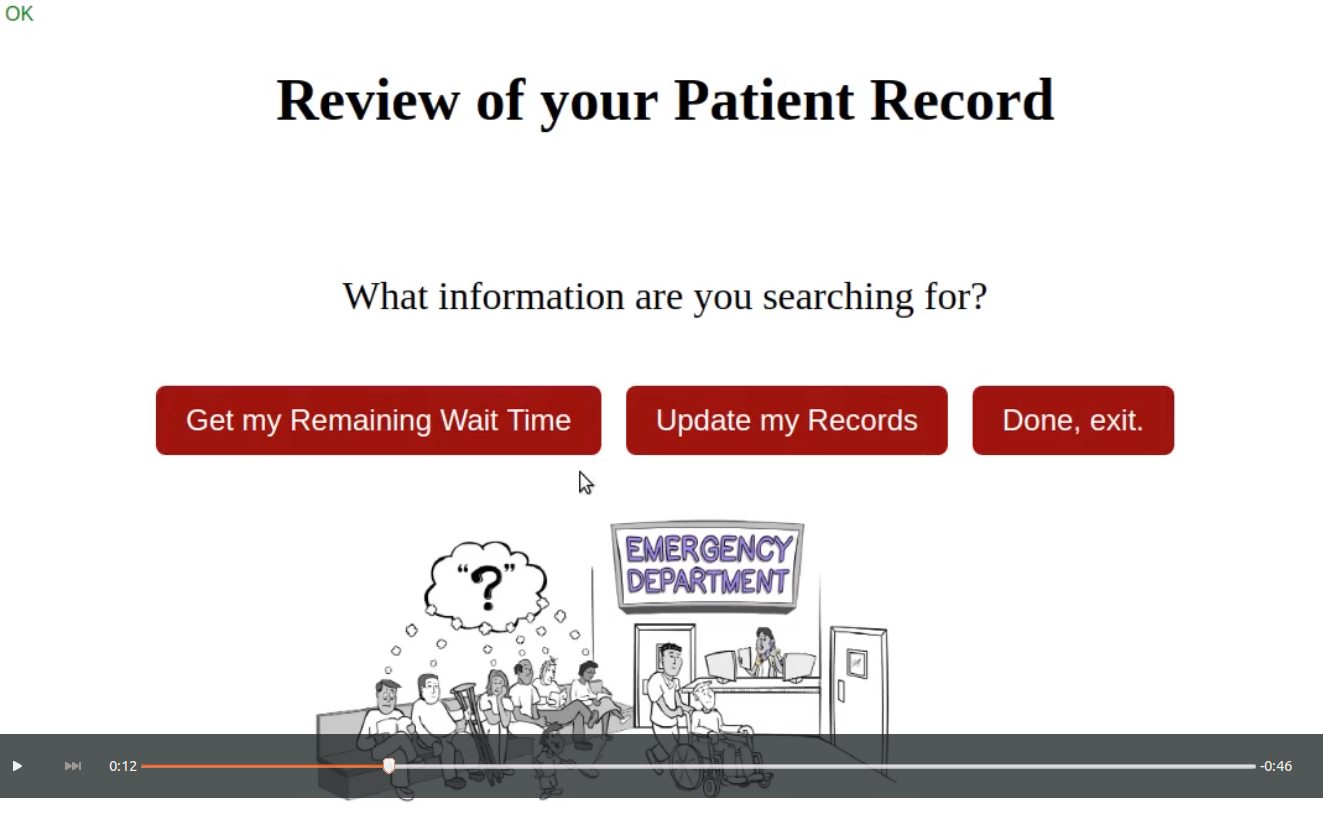 OK
Review of your Patient Record
What information are you searching for?
Get my Remaining Wait Time
Update my Records
Done, exit.
“?”
EMERGENCY
DEPARTMENT
0:12
-0:46